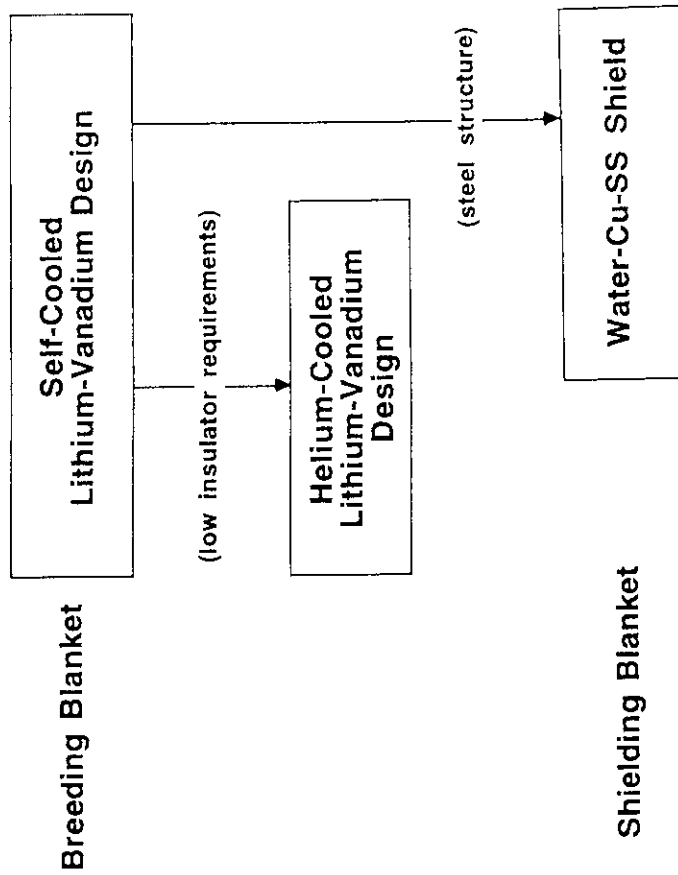 Breeding Blanket
Self-Cooled
Lithium-Vanadium Design
(low insulator requirements)
Helium-Cooled
Lithium-Vanadium
Design
(steel structure)
Shielding Blanket
Water-Cu-SS Shield